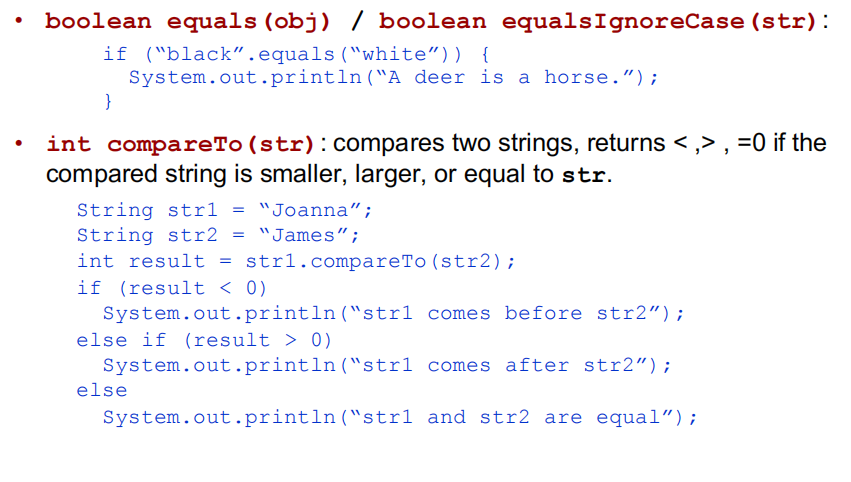 • boolean equals(obj) / boolean equalsIgnoreCase(str):
if (“black”.equals(“white”)) {
System.out.println(“A deer is a horse.”);
}
• int compareTo(str): compares two strings, returns < ,> , =0 if the
compared string is smaller, larger, or equal to str.
String str1 = “Joanna”;
String str2 = “James”;
int result = str1.compareTo(str2);
if (result < 0)
System.out.println(“str1 comes before str2”);
else if (result > 0)
System.out.println(“str1 comes after str2”);
else
System.out.println(“str1 and str2 are equal”);